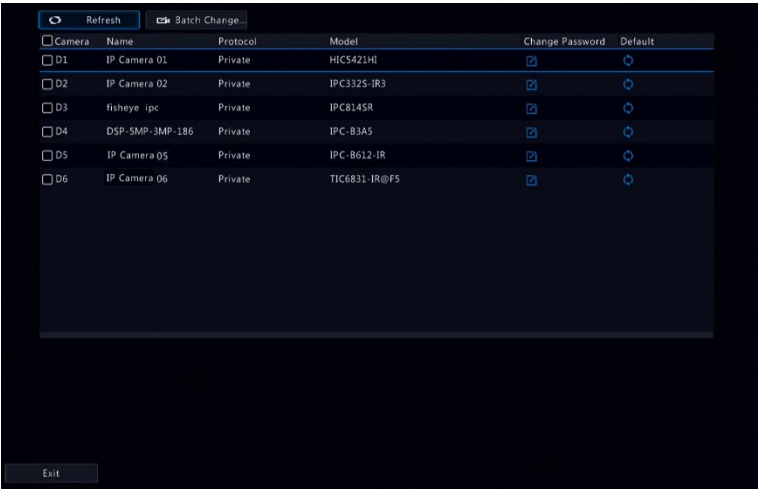 Refresh Batch Change...
Camera Name Protocol Model Change Password Default
D1 IP Camera 01 Private HIC5421HI
D2 IP Camera 02 Private IPC332S-IR3
D3 fisheye ipc Private IPC814SR
D4 DSP-5MP-3MP-186 Private IPC-B3A5
D5 IP Camera 05 Private IPC-B612-IR
D6 IP Camera 06 Private TIC6831-IR@F5
Exit